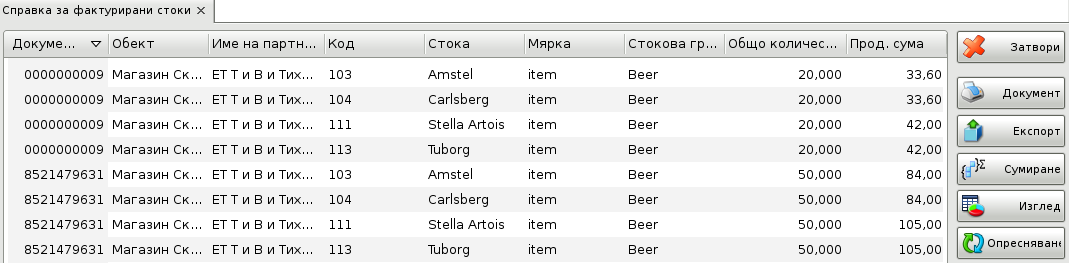 Справка за фактурирани стоки
Докуме... Обект Име на партн... Код Стока Мярка Стокова гр... Общо количес... Прод. сума
0000000009 Магазин Ск... ЕТ Т и В и Тих... 103 Amstel item Beer 20,000 33,60
0000000009 Магазин Ск... ЕТ Т и В и Тих... 104 Carlsberg item Beer 20,000 33,60
0000000009 Магазин Ск... ЕТ Т и В и Тих... 111 Stella Artois item Beer 20,000 42,00
0000000009 Магазин Ск... ЕТ Т и В и Тих... 113 Tuborg item Beer 20,000 42,00
8521479631 Магазин Ск... ЕТ Т и В и Тих... 103 Amstel item Beer 50,000 84,00
8521479631 Магазин Ск... ЕТ Т и В и Тих... 104 Carlsberg item Beer 50,000 84,00
8521479631 Магазин Ск... ЕТ Т и В и Тих... 111 Stella Artois item Beer 50,000 105,00
8521479631 Магазин Ск... ЕТ Т и В и Тих... 113 Tuborg item Beer 50,000 105,00
Затвори
Документ
Експорт
Сумиране
Изглед
Опресняване